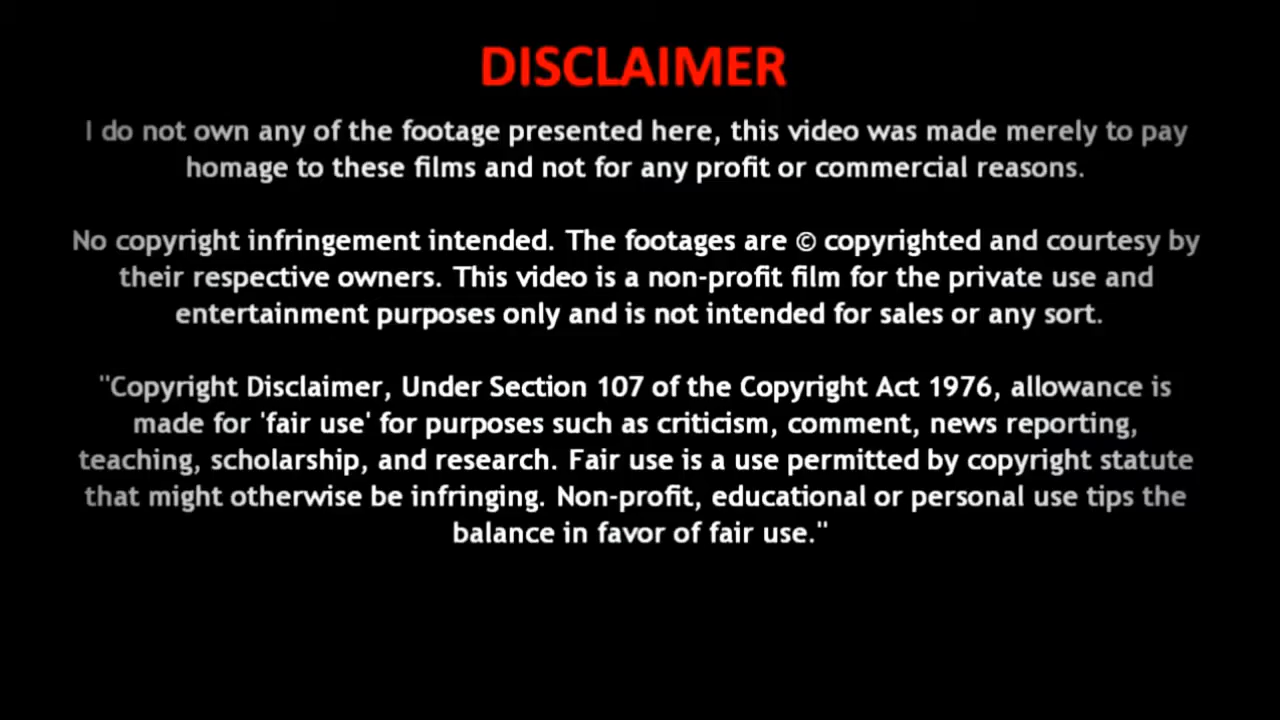 DISCLAIMER
I do not own any of the footage presented here, this video was made merely to pay
homage to these films and not for any profit or commercial reasons.
No copyright infringement intended. The footages are © copyrighted and courtesy by
their respective owners. This video is a non-profit film for the private use and
entertainment purposes only and is not intended for sales or any sort.
"Copyright Disclaimer, Under Section 107 of the Copyright Act 1976, allowance is
made for 'fair use' for purposes such as criticism, comment, news reporting,
teaching, scholarship, and research. Fair use is a use permitted by copyright statute
that might otherwise be infringing. Non-profit, educational or personal use tips the
balance in favor of fair use."